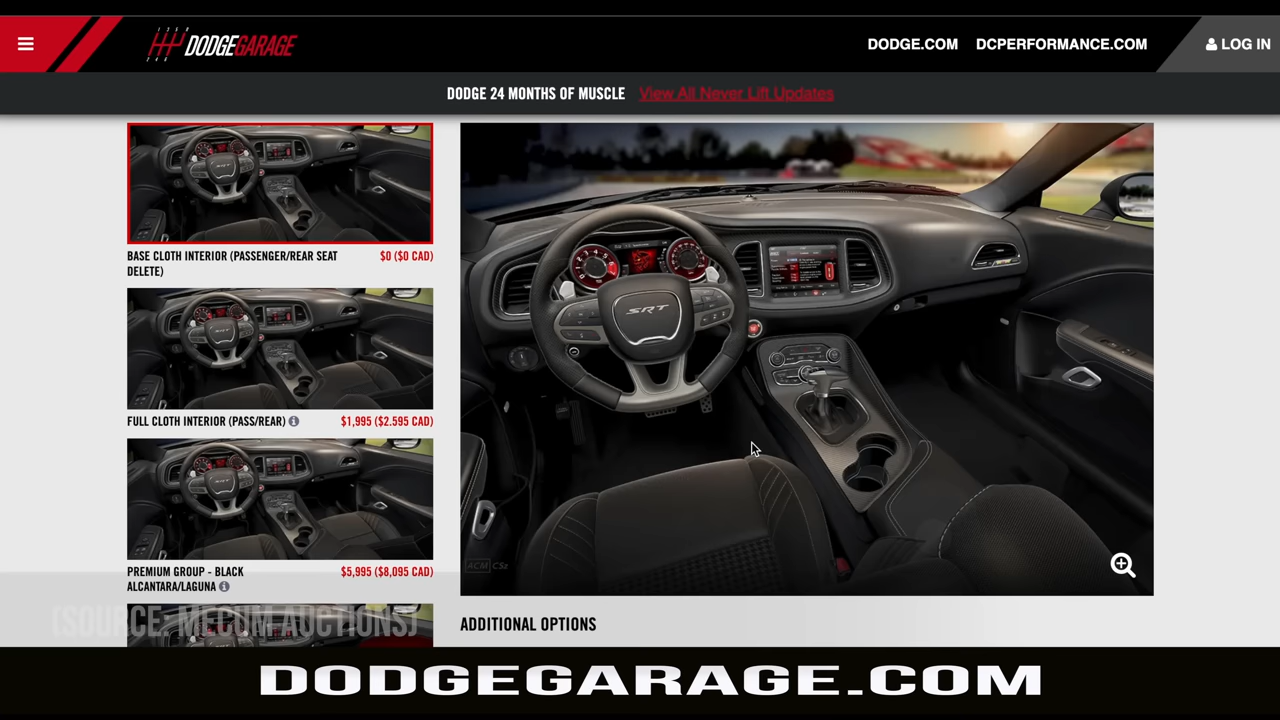 DODGEGARAGE
DODGE.COM
DCPERFORMANCE.COM
LOG IN
DODGE 24 MONTHS OF MUSCLE
View All Never Lift Updates
BASE CLOTH INTERIOR (PASSENGER/REAR SEAT
DELETE)
$0 ($0 CAD)
FULL CLOTH INTERIOR (PASS/REAR)
$1,995 ($2.595 CAD)
PREMIUM GROUP - BLACK
ALCANTARA/LAGUNA
$5,995 ($8,095 CAD)
SRT
ACM CSz
ADDITIONAL OPTIONS
(SOURCE: MECUM AUCTIONS)
DODGEGARAGE.COM